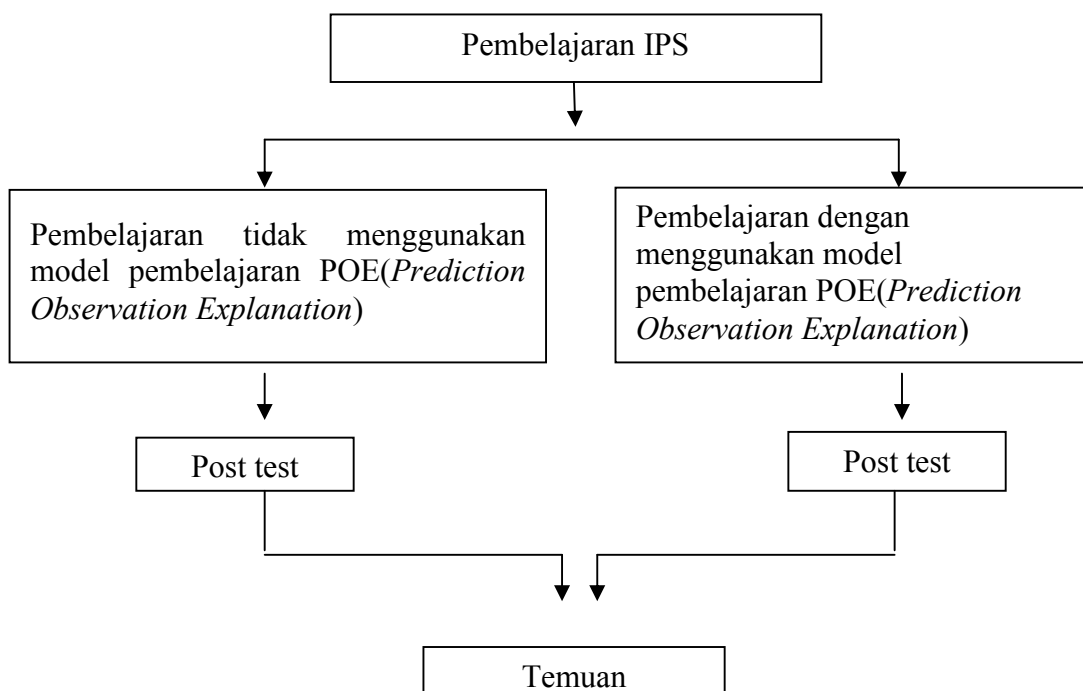 Pembelajaran IPS
Pembelajaran tidak menggunakan
model pembelajaran POE(Prediction
Observation Explanation)
Pembelajaran dengan
menggunakan model
pembelajaran POE(Prediction
Observation Explanation)
Post test
Post test
Temuan